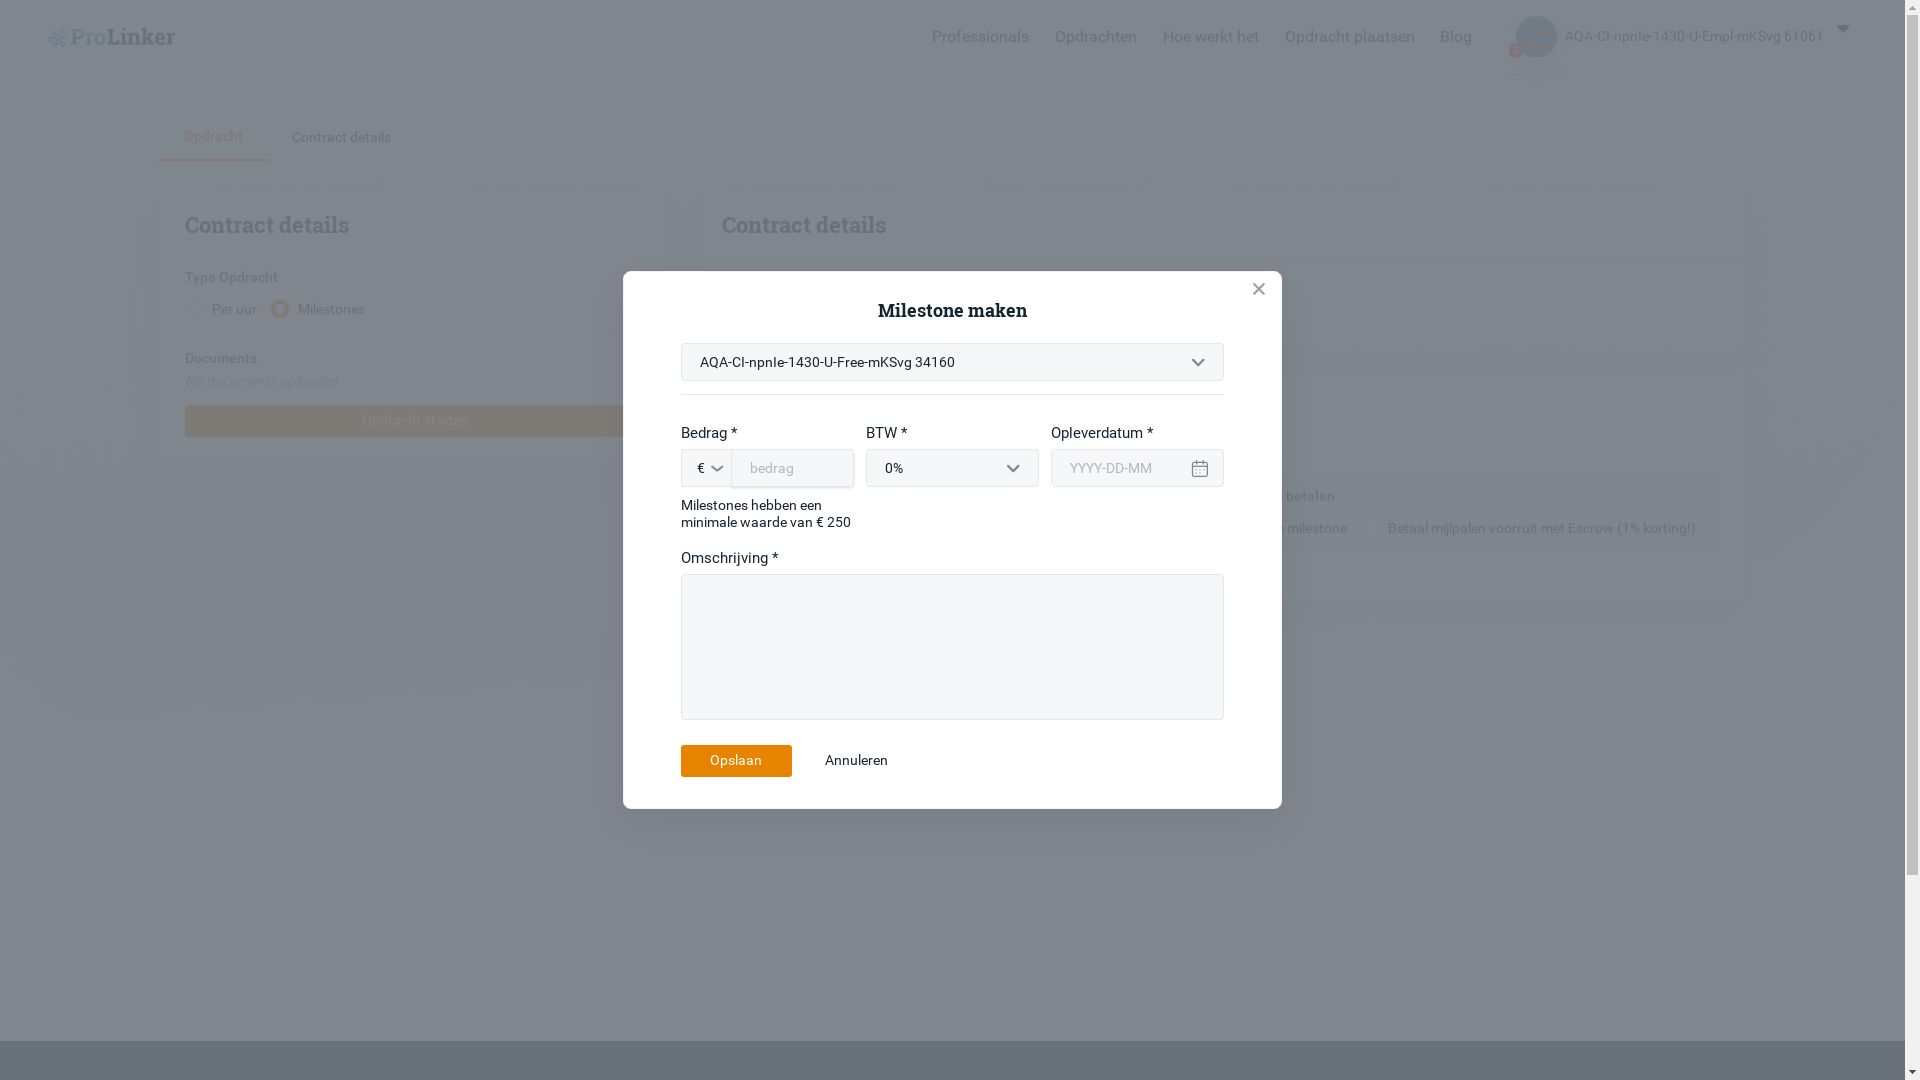 ProLinker
Professionals
Opdrachten
Hoe werkt het
Opdracht plaatsen
Blog
AQA-CI-npnIe-1430-U-Empl-mKSvg 61061
Opdracht
Contract details
Contract details
Type Opdracht
Per uur
Milestones
Documents
No documents uploaded
Opdracht starten
Contract details
betalen
milestone
Betaal mijlpalen vooruit met Escrow (1% korting!)
Milestone maken
AQA-CI-npnIe-1430-U-Free-mKSvg 34160
Bedrag *
BTW *
Opleverdatum *
€
bedrag
0%
YYYY-DD-MM
Milestones hebben een
minimale waarde van € 250
Omschrijving *
Opslaan
Annuleren